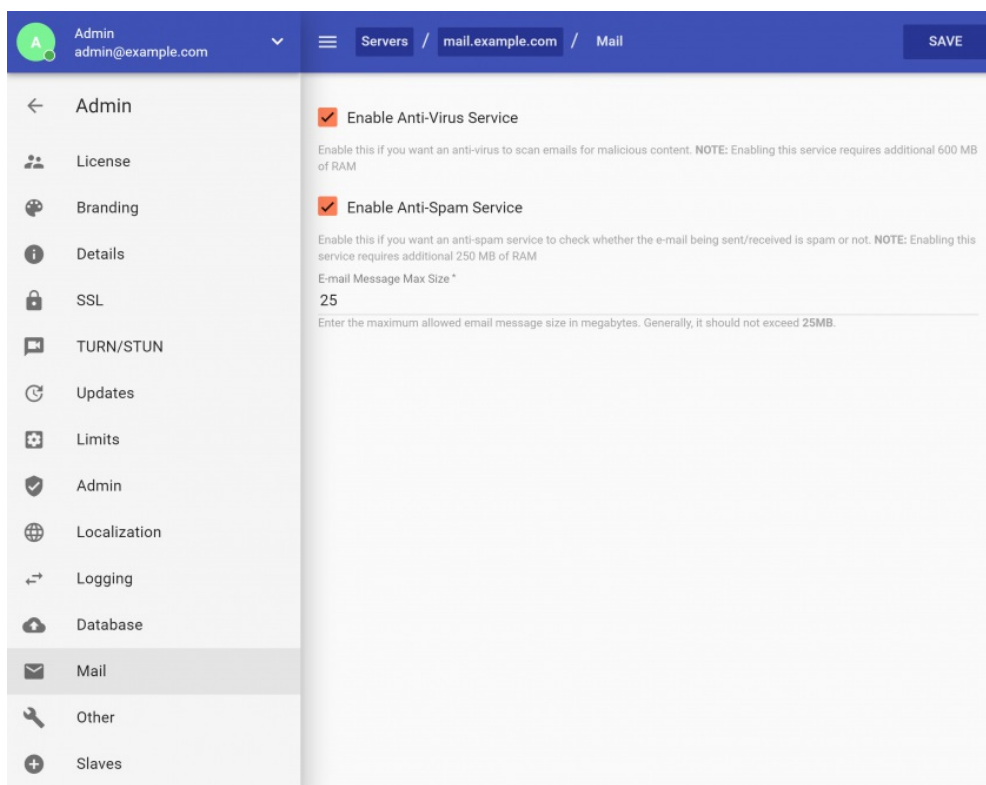 A
Admin
admin@example.com
Servers / mail.example.com / Mail
SAVE
Admin
License
Branding
Details
SSL
TURN/STUN
Updates
Limits
Admin
Localization
Logging
Database
Mail
Other
Slaves
Enable Anti-Virus Service
Enable this if you want an anti-virus to scan emails for malicious content. NOTE: Enabling this service requires additional 600 MB
of RAM
Enable Anti-Spam Service
Enable this if you want an anti-spam service to check whether the e-mail being sent/received is spam or not. NOTE: Enabling this
service requires additional 250 MB of RAM
E-mail Message Max Size *
25
Enter the maximum allowed email message size in megabytes. Generally, it should not exceed 25MB.